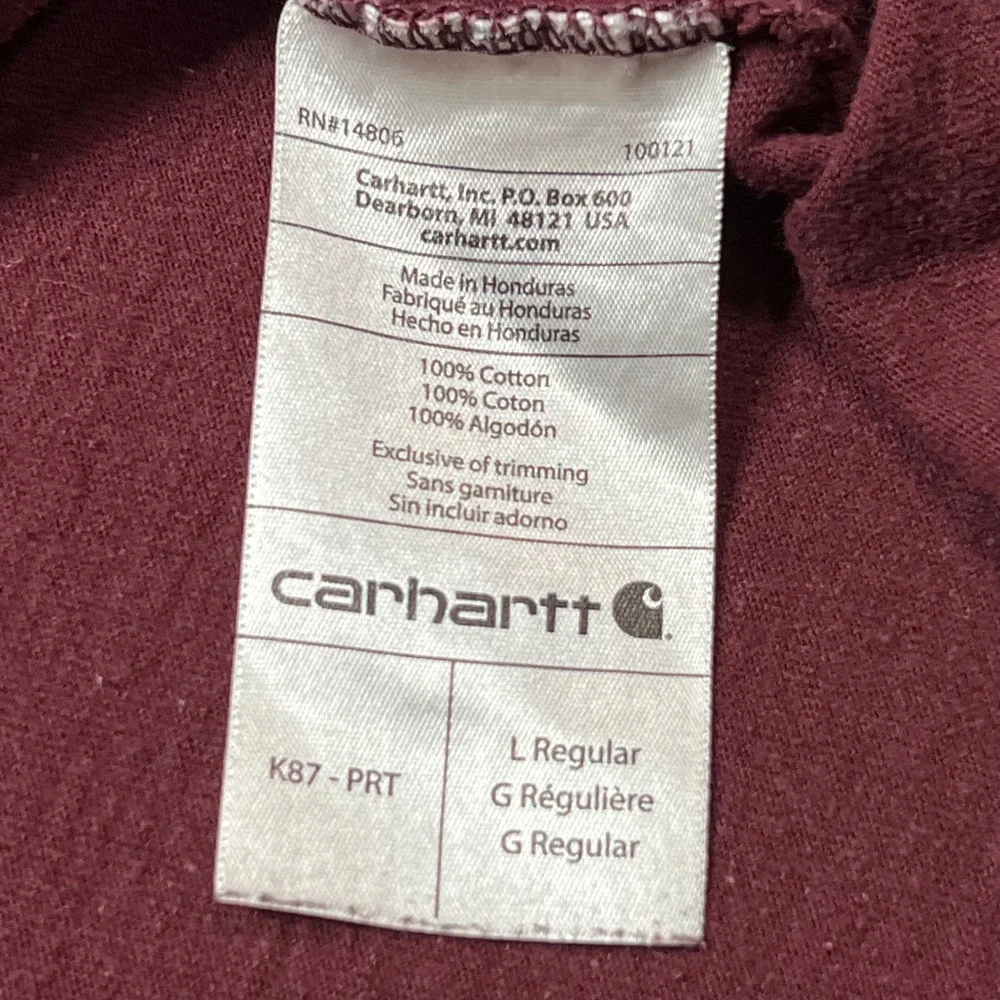 RN#14806
100121
Carhartt, Inc. P.O. Box 600
Dearborn, MI 48121 USA
carhartt.com
Made in Honduras
Fabriqué au Honduras
Hecho en Honduras
100% Cotton
100% Coton
100% Algodón
Exclusive of trimming
Sans garniture
Sin incluir adorno
carhartt
K87 - PRT
L Regular
G Régulière
G Regular